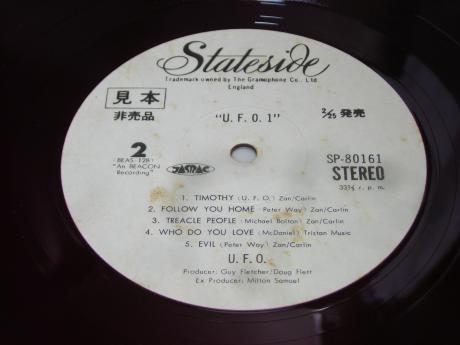 Stateside
Trademark owned by The Gramophone Co., Ltd
England
見本
非売品
"U. F. O. 1"
2/25 発売
2
(BEAS-12B)
"An BEACON
Recording"
JASRAC
SP-80161
STEREO
33⅓ r. p. m.
1. TIMOTHY (U. F. O.) Zan/Carlin
2. FOLLOW YOU HOME (Peter Way) Zan/Carlin
3. TREACLE PEOPLE (Michael Bolton) Zan/Carlin
4. WHO DO YOU LOVE (McDaniel) Tristan Music
5. EVIL (Peter Way) Zan/Carlin
U. F. O.
Producer: Guy Fletcher/Doug Flett
Ex Producer: Milton Samuel